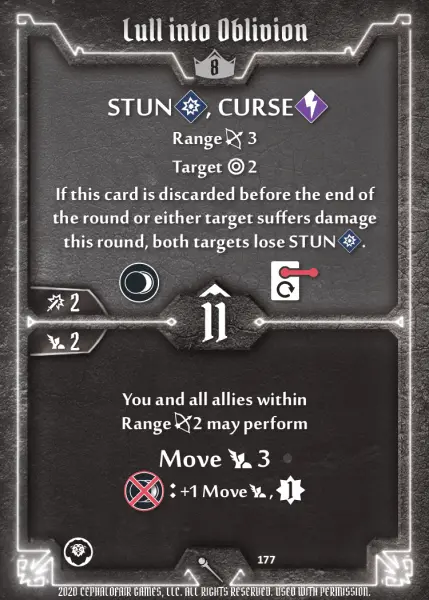 Lull into Oblivion
8
STUN, CURSE
Range 3
Target 2
If this card is discarded before the end of
the round or either target suffers damage
this round, both targets lose STUN.
2
11
2
You and all allies within
Range 2 may perform
Move 3
: +1 Move, 1
177
2020 CEPHALOFAIR GAMES, LLC. ALL RIGHTS RESERVED. USED WITH PERMISSION.